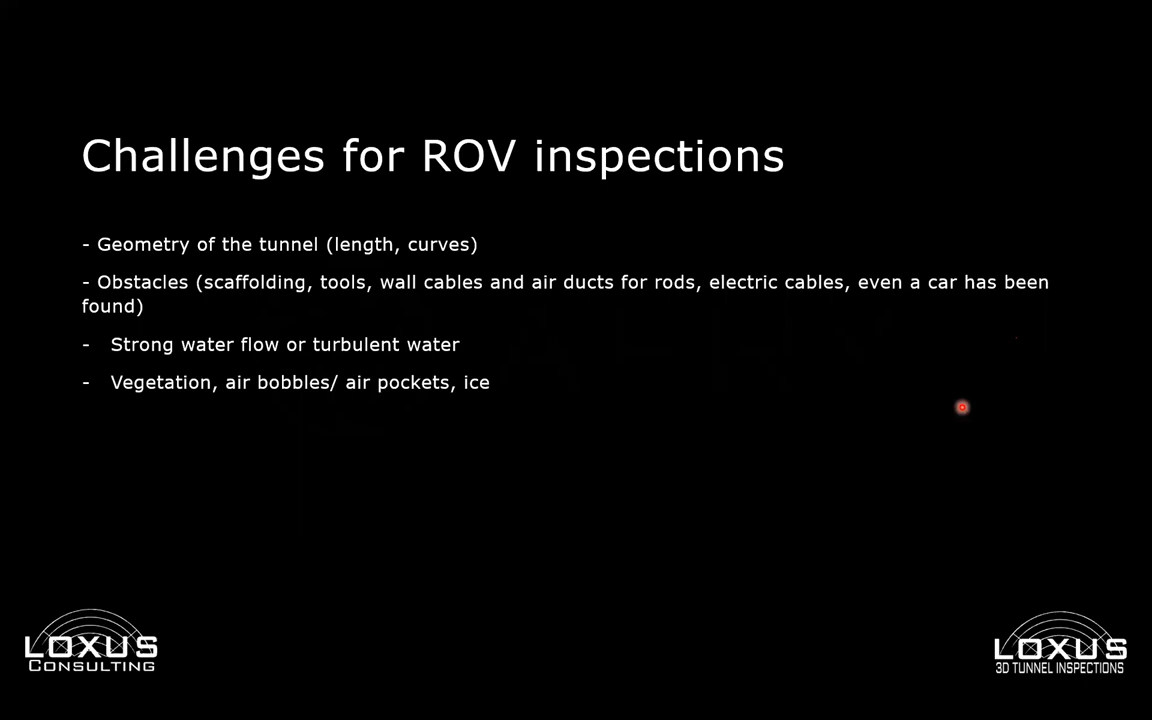 Challenges for ROV inspections
- Geometry of the tunnel (length, curves)
- Obstacles (scaffolding, tools, wall cables and air ducts for rods, electric cables, even a car has been
found)
- Strong water flow or turbulent water
- Vegetation, air bobbles/ air pockets, ice
LOXUS
CONSULTING
LOXUS
3D TUNNEL INSPECTIONS